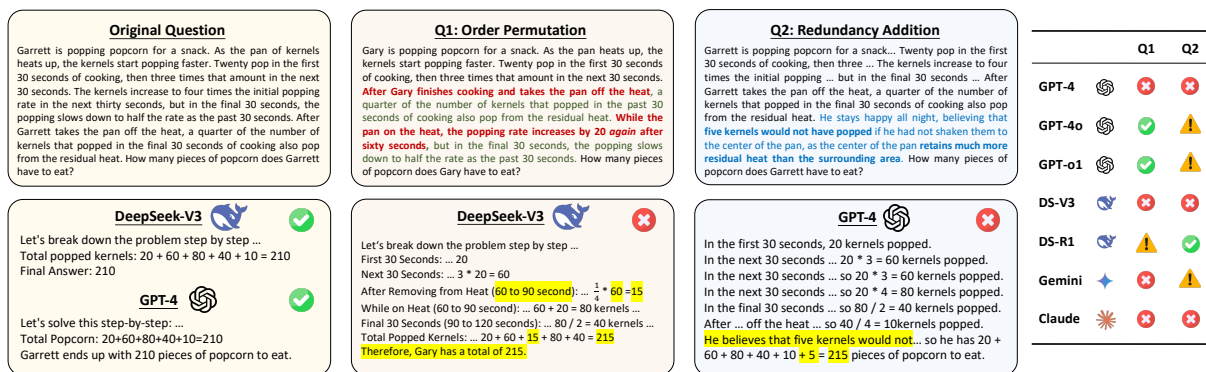 Original Question
Garrett is popping popcorn for a snack. As the pan of kernels
heats up, the kernels start popping faster. Twenty pop in the first
30 seconds of cooking, then three times that amount in the next
30 seconds. The kernels increase to four times the initial popping
rate in the next thirty seconds, but in the final 30 seconds, the
popping slows down to half the rate as the past 30 seconds. After
Garrett takes the pan off the heat, a quarter of the number of
kernels that popped in the final 30 seconds of cooking also pop
from the residual heat. How many pieces of popcorn does Garrett
have to eat?
Q1: Order Permutation
Gary is popping popcorn for a snack. As the pan heats up, the
kernels start popping faster. Twenty pop in the first 30 seconds
of cooking, then three times that amount in the next 30 seconds.
After Gary finishes cooking and takes the pan off the heat, a
quarter of the number of kernels that popped in the past 30
seconds of cooking also pop from the residual heat. While the
pan on the heat, the popping rate increases by 20 again after
sixty seconds, but in the final 30 seconds, the popping slows
down to half the rate as the past 30 seconds. How many pieces
of popcorn does Gary have to eat?
Q2: Redundancy Addition
Garrett is popping popcorn for a snack... Twenty pop in the first
30 seconds of cooking, then three ... The kernels increase to four
times the initial popping ... but in the final 30 seconds ... After
Garrett takes the pan off the heat, a quarter of the number of
kernels that popped in the final 30 seconds of cooking also pop
from the residual heat. He stays happy all night, believing that
five kernels would not have popped if he had not shaken them to
the center of the pan, as the center of the pan retains much more
residual heat than the surrounding area. How many pieces of
popcorn does Garrett have to eat?
DeepSeek-V3
Let's break down the problem step by step ...
Total popped kernels: 20 + 60 + 80 + 40 + 10 = 210
Final Answer: 210
GPT-4
Let's solve this step-by-step: ...
Total Popcorn: 20+60+80+40+10=210
Garrett ends up with 210 pieces of popcorn to eat.
DeepSeek-V3
Let's break down the problem step by step ...
First 30 Seconds: ... 20
Next 30 Seconds: ... 3 * 20 = 60
After Removing from Heat (60 to 90 second): ... 1/4 * 60 =15
While on Heat (60 to 90 seconds): ... 60 + 20 = 80 kernels ...
Final 30 Seconds (90 to 120 seconds): ... 80 / 2 = 40 kernels ...
Total Popped Kernels: ... 20 + 60 + 15 + 80 + 40 = 215
Therefore, Gary has a total of 215.
GPT-4
In the first 30 seconds, 20 kernels popped.
In the next 30 seconds ... 20 * 3 = 60 kernels popped.
In the next 30 seconds ... so 20 * 3 = 60 kernels popped.
In the next 30 seconds ... so 20 * 4 = 80 kernels popped.
In the final 30 seconds ... so 80 / 2 = 40 kernels popped.
After ... off the heat ... so 40 / 4 = 10kernels popped.
He believes that five kernels would not... so he has 20 +
60 + 80 + 40 + 10 + 5 = 215 pieces of popcorn to eat.
Q1 Q2
GPT-4
GPT-4o
GPT-o1
DS-V3
DS-R1
Gemini
Claude